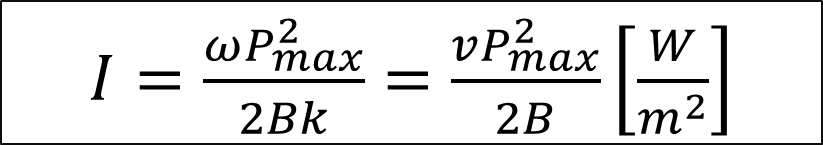 I = ωP²max / 2Bk = vP²max / 2B [W / m²]